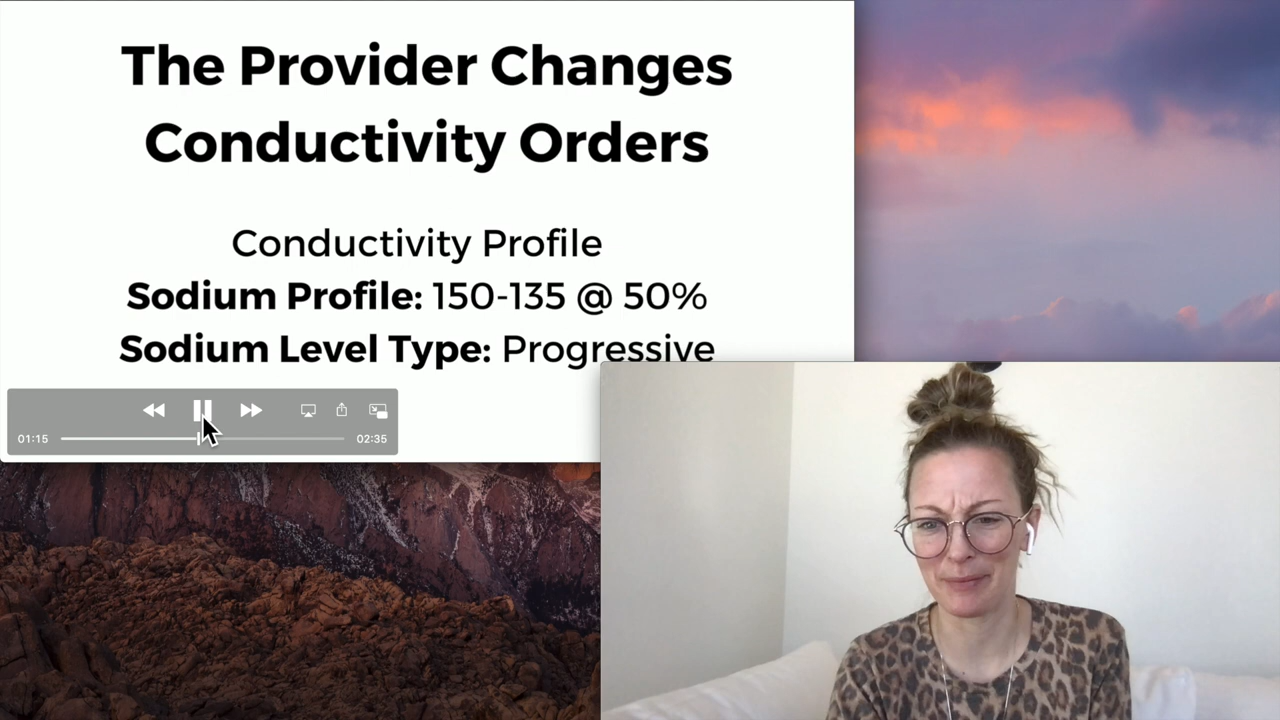 The Provider Changes
Conductivity Orders
Conductivity Profile
Sodium Profile: 150-135 @ 50%
Sodium Level Type: Progressive
01:15
02:35